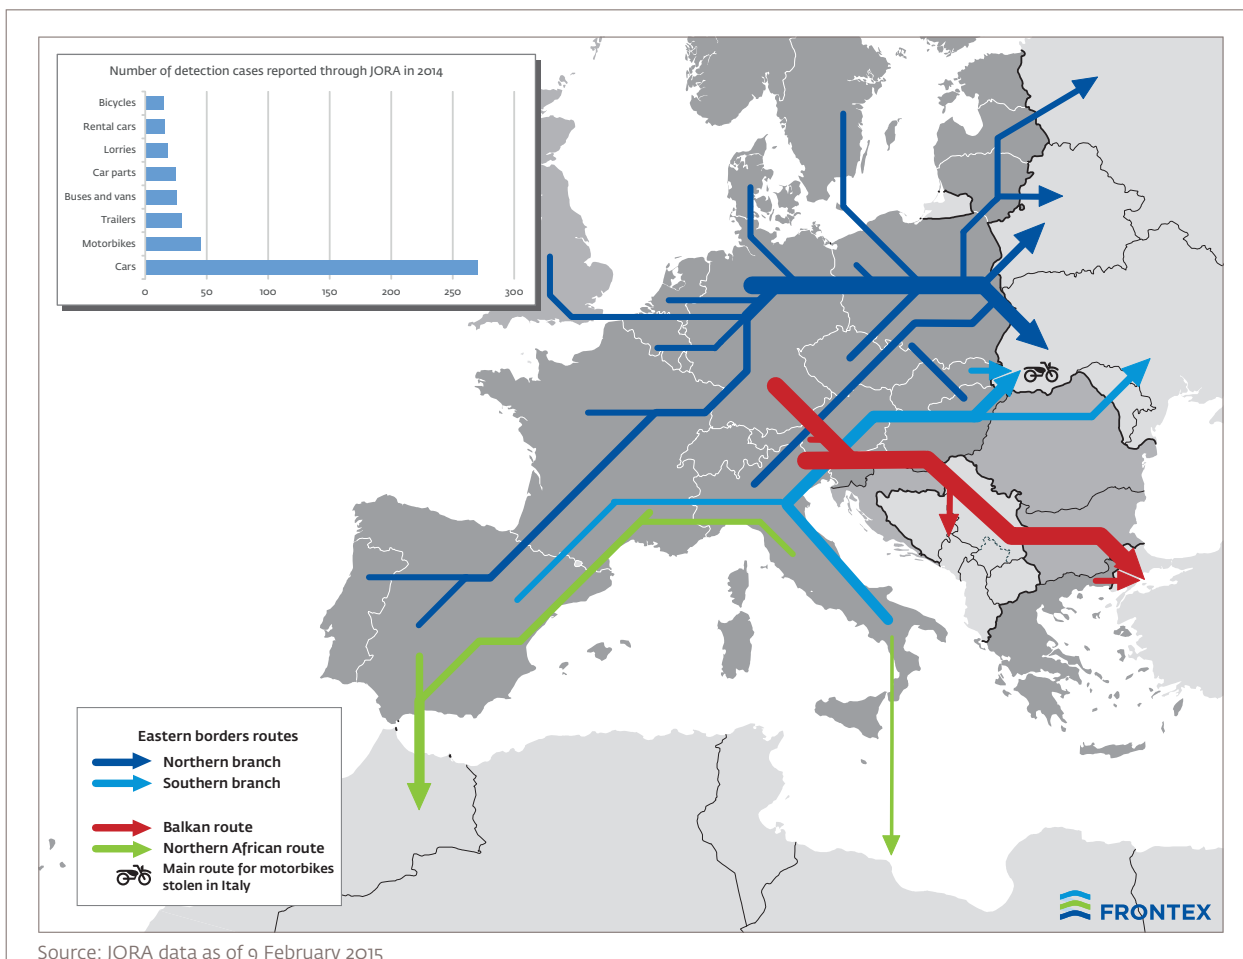 Number of detection cases reported through JORA in 2014
Bicycles
Rental cars
Lorries
Car parts
Buses and vans
Trailers
Motorbikes
Cars
0 50 100 150 200 250 300
Eastern borders routes
Northern branch
Southern branch
Balkan route
Northern African route
Main route for motorbikes
stolen in Italy
FRONTEX
Source: JORA data as of 9 February 2015